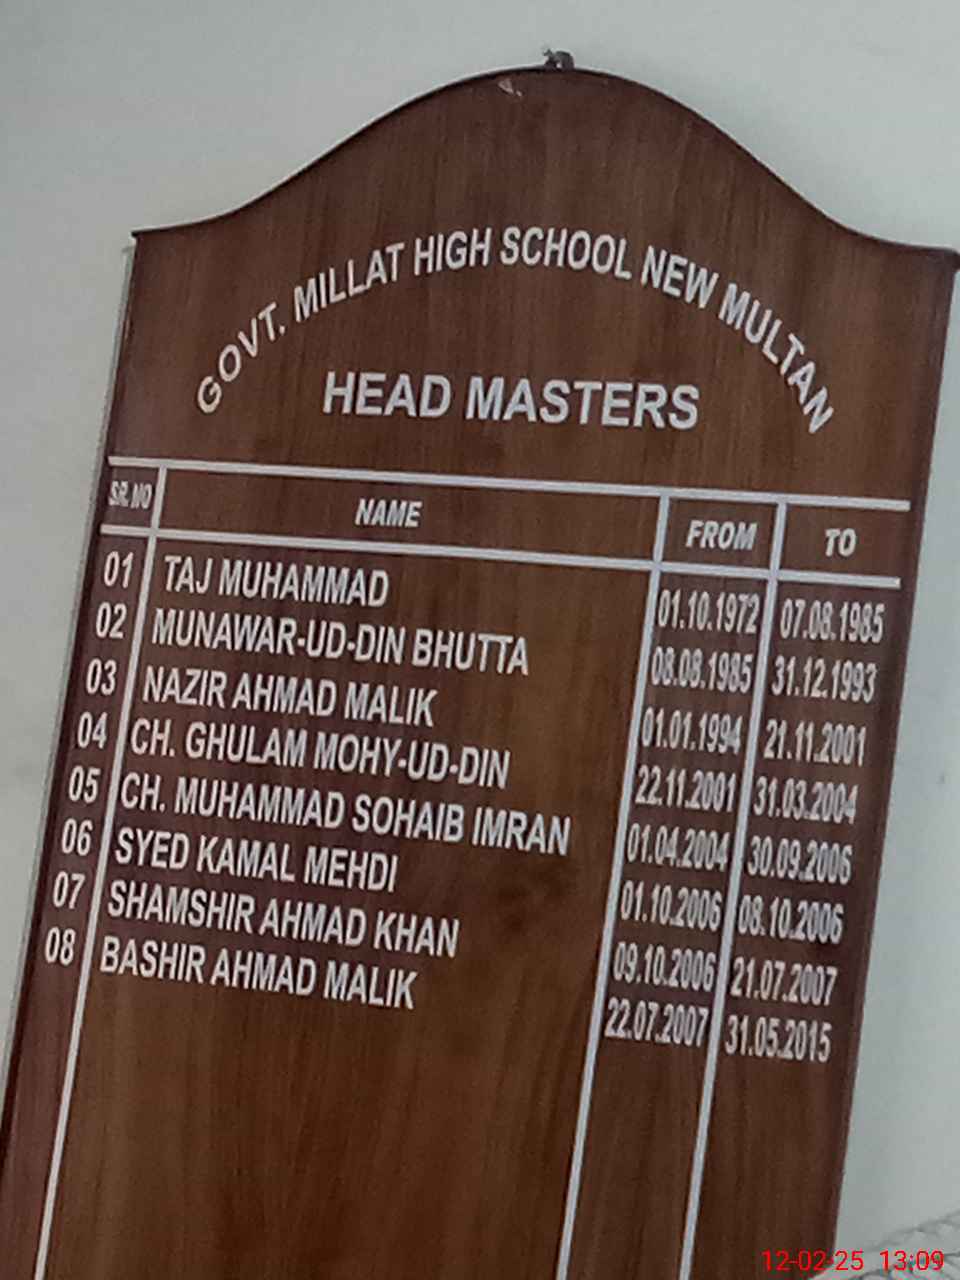 GOVT. MILLAT HIGH SCHOOL NEW MULTAN
HEAD MASTERS
SR. NO NAME FROM TO
01 TAJ MUHAMMAD 01.10.1972 07.08.1985
02 MUNAWAR-UD-DIN BHUTTA 08.08.1985 31.12.1993
03 NAZIR AHMAD MALIK 01.01.1994 21.11.2001
04 CH. GHULAM MOHY-UD-DIN 22.11.2001 31.03.2004
05 CH. MUHAMMAD SOHAIB IMRAN 01.04.2004 30.09.2006
06 SYED KAMAL MEHDI 01.10.2006 08.10.2006
07 SHAMSHIR AHMAD KHAN 09.10.2006 21.07.2007
08 BASHIR AHMAD MALIK 22.07.2007 31.05.2015
12-02-25 13:09